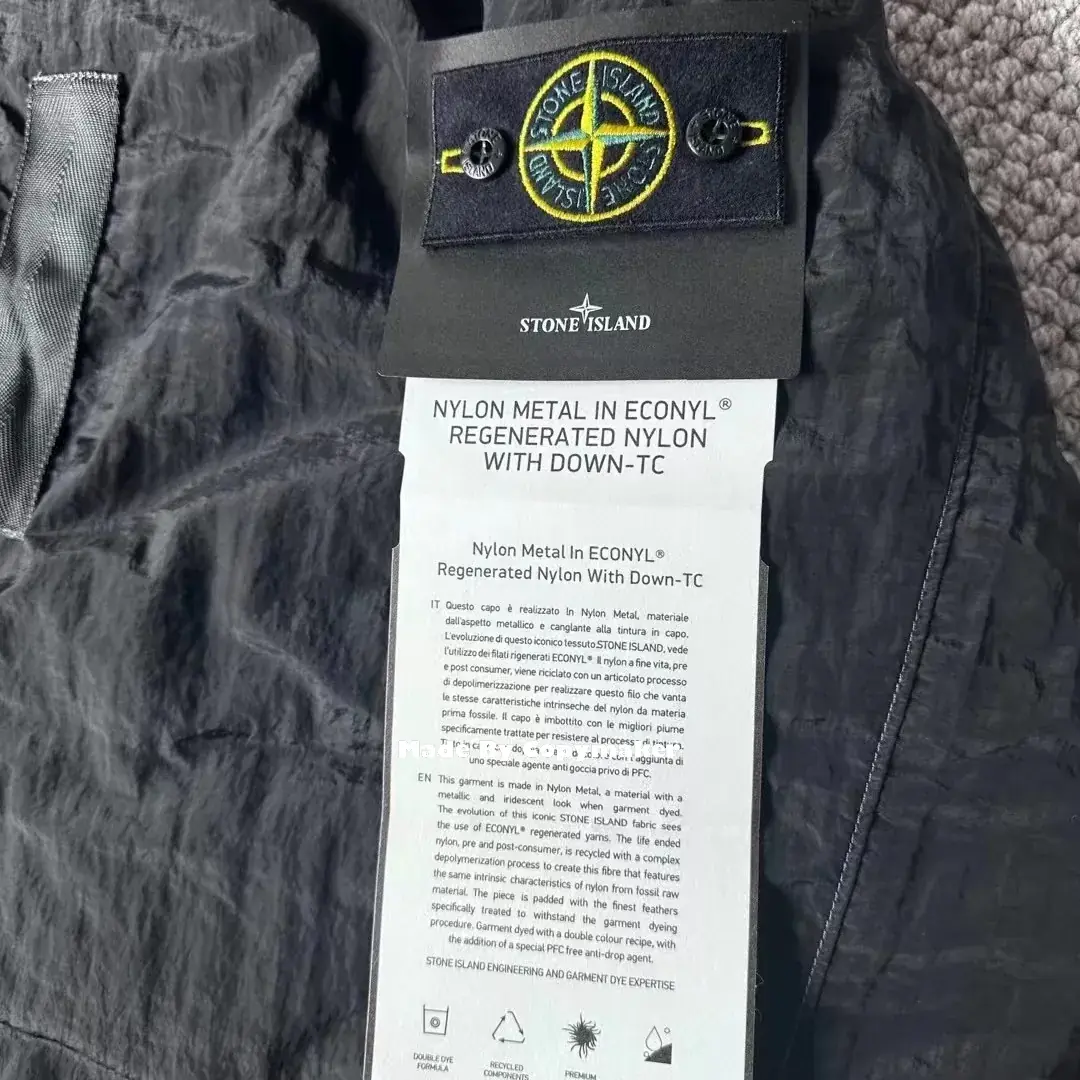 STONE ISLAND
STONE ISLAND
STONE ISLAND
STONE ISLAND
STONE ISLAND
NYLON METAL IN ECONYL®
REGENERATED NYLON
WITH DOWN-TC
Nylon Metal In ECONYL®
Regenerated Nylon With Down-TC
IT Questo capo è realizzato In Nylon Metal, materiale
dall'aspetto metallico e cangiante alla tintura in capo.
L'evoluzione di questo iconico tessuto STONE ISLAND, vede
l'utilizzo dei filati rigenerati ECONYL® Il nylon a fine vita, pre
e post consumer, viene riciclato con un articolato processo
di depolimerizzazione per realizzare questo filo che vanta
le stesse caratteristiche intrinseche del nylon da materia
prima fossile. Il capo è imbottito con le migliori piume
specificamente trattate per resistere al processo di tintura.
Made By copymaker
l'aggiunta di
uno speciale agente anti goccia privo di PFC.
EN This garment is made in Nylon Metal, a material with a
metallic and iridescent look when garment dyed.
The evolution of this iconic STONE ISLAND fabric sees
the use of ECONYL® regenerated yarns. The life ended
nylon, pre and post-consumer, is recycled with a complex
depolymerization process to create this fibre that features
the same intrinsic characteristics of nylon from fossil raw
material. The piece is padded with the finest feathers
specifically treated to withstand the garment dyeing
procedure. Garment dyed with a double colour recipe, with
the addition of a special PFC free anti-drop agent.
STONE ISLAND ENGINEERING AND GARMENT DYE EXPERTISE
DOUBLE DYE
FORMULA
RECYCLED
COMPONENTS
PREMIUM